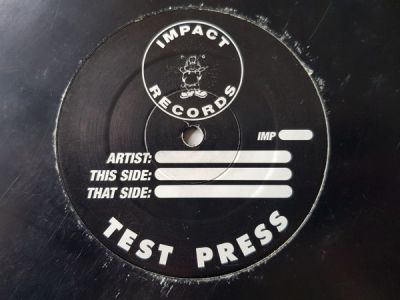 IMPACT
RECORDS
IMP
ARTIST:
THIS SIDE:
THAT SIDE:
TEST PRESS